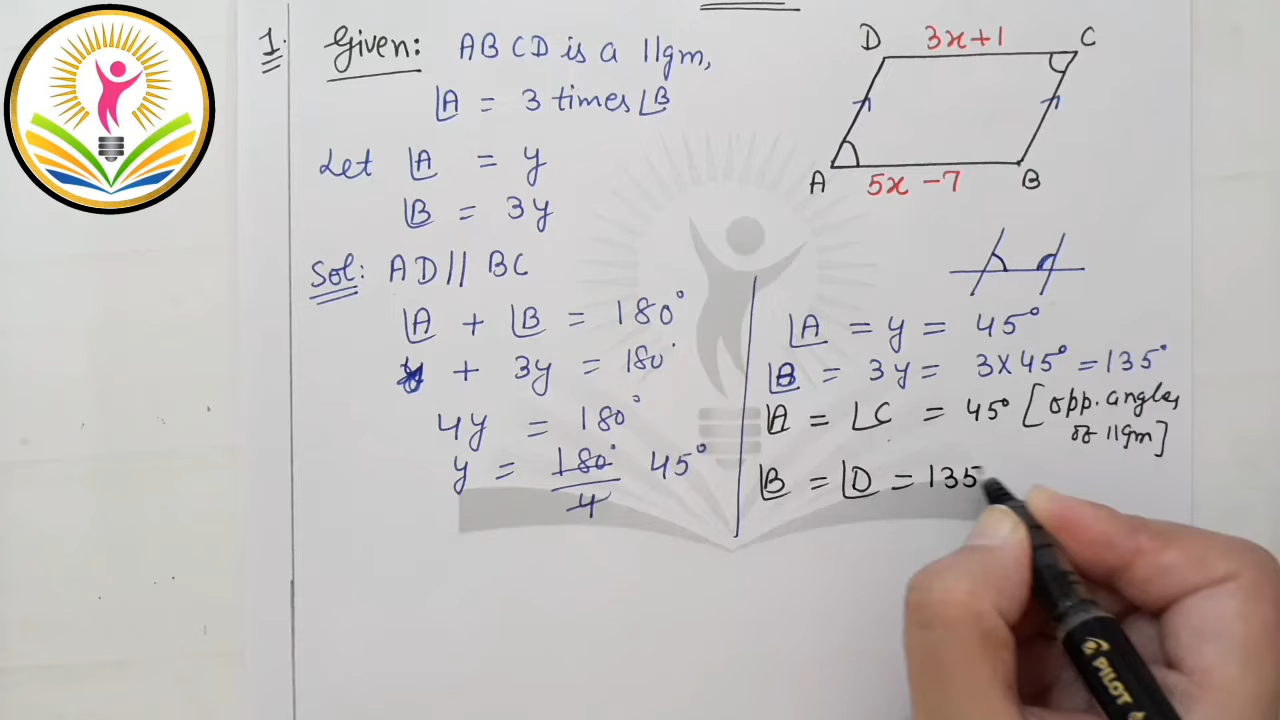 1. Given: ABCD is a ||gm,
∠A = 3 times ∠B
Let ∠A = y
∠B = 3y
Sol: AD || BC
∠A + ∠B = 180°
y + 3y = 180°
4y = 180°
y = 180°/4 45°
D 3x+1 C
A 5x-7 B
∠A = y = 45°
∠B = 3y = 3×45° = 135°
∠A = ∠C = 45° [opp. angles
of ||gm]
∠B = ∠D = 135
PILOT